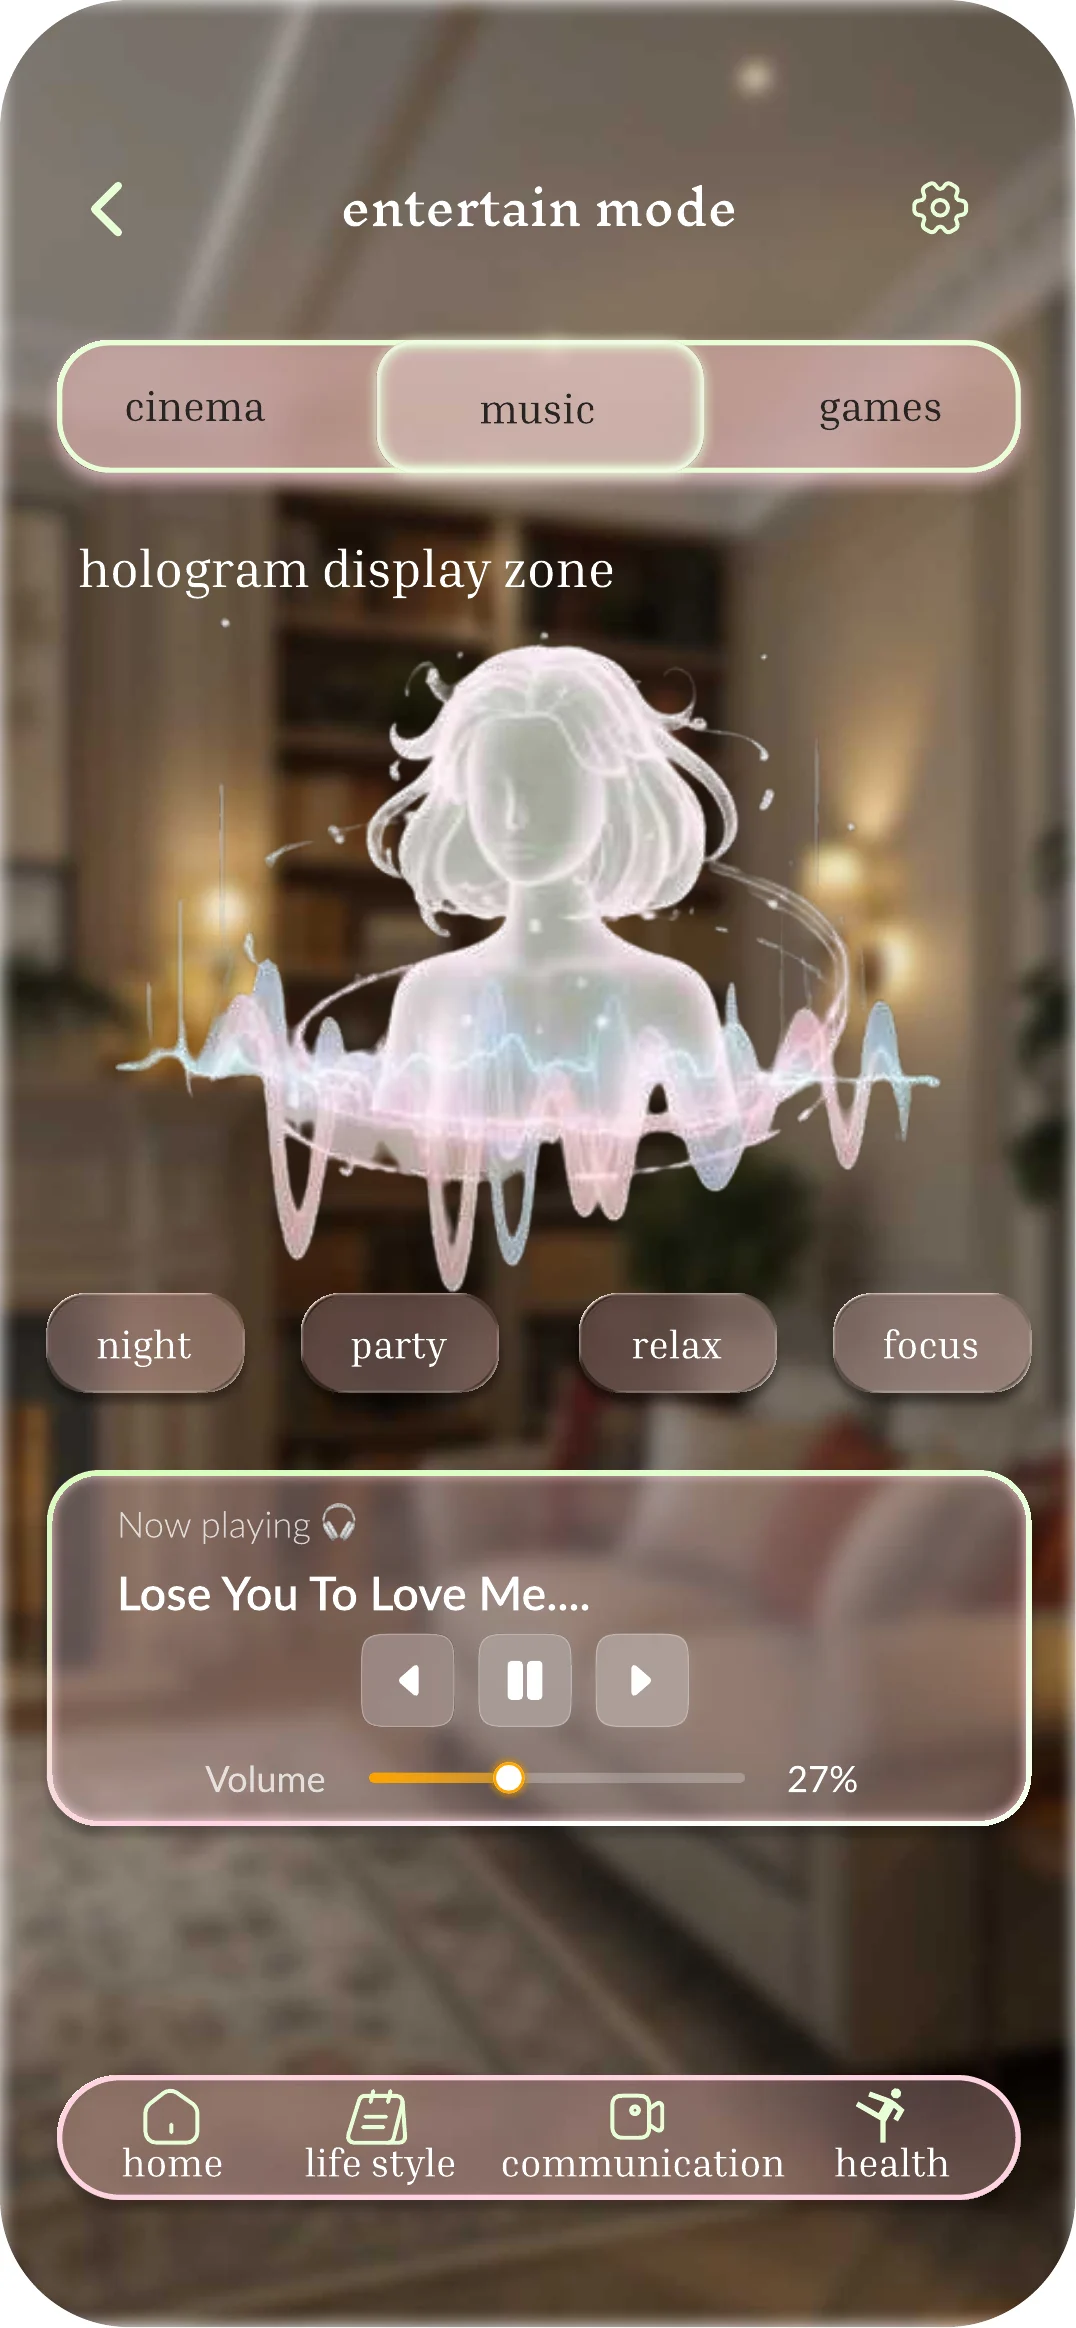 entertain mode
cinema
music
games
hologram display zone
night
party
relax
focus
Now playing 🎧
Lose You To Love Me....
Volume
27%
home
life style
communication
health